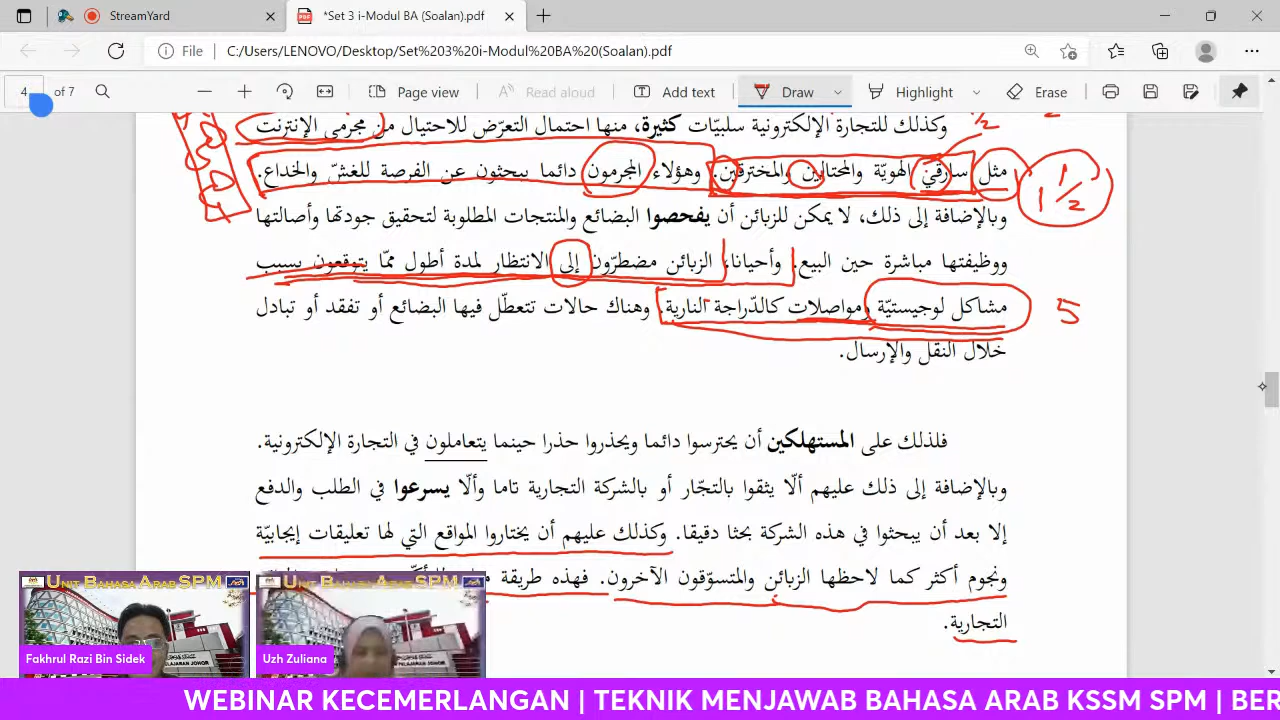 StreamYard
*Set 3 i-Modul BA (Soalan).pdf
File
C:/Users/LENOVO/Desktop/Set%203%20i-Modul%20BA%20(Soalan).pdf
4 of 7
Page view
Read aloud
Add text
Draw
Highlight
Erase
وكذلك للتجارة الإلكترونية سلبيّات كثيرة، منها احتمال التعرّض للاحتيال من مجرمى الإنترنت
مثل سارقيْ الهويّة والمحتالين والمخترقين. وهؤلاء المجرمون دائما يبحثون عن الفرصة للغشّ والخداع.
1 1/2
وبالإضافة إلى ذلك، لا يمكن للزبائن أن يفحصوا البضائع والمنتجات المطلوبة لتحقيق جودتها وأصالتها
ووظيفتها مباشرة حين البيع. وأحيانا، الزبائن مضطرّون إلى الانتظار لمدة أطول ممّا يتوقعون بسبب
مشاكل لوجيستيّة ومواصلات كالدّراجة النارية. وهناك حالات تتعطّل فيها البضائع أو تفقد أو تبادل
5
خلال النقل والإرسال.
فلذلك على المستهلكين أن يحترسوا دائما ويحذروا حذرا حينما يتعاملون في التجارة الإلكترونية.
وبالإضافة إلى ذلك عليهم ألّا يثقوا بالتجّار أو بالشركة التجارية تاما وألّا يسرعوا في الطلب والدفع
إلا بعد أن يبحثوا في هذه الشركة بحثا دقيقا. وكذلك عليهم أن يختاروا المواقع التي لها تعليقات إيجابيّة
ونجوم أكثر كما لاحظها الزبائن والمتسوّقون الآخرون. فهذه طريقة
التجارية.
UNIT BAHASA ARAB SPM
UNIT BAHASA ARAB SPM
Fakhrul Razi Bin Sidek
Uzh Zuliana
WEBINAR KECEMERLANGAN | TEKNIK MENJAWAB BAHASA ARAB KSSM SPM | BER